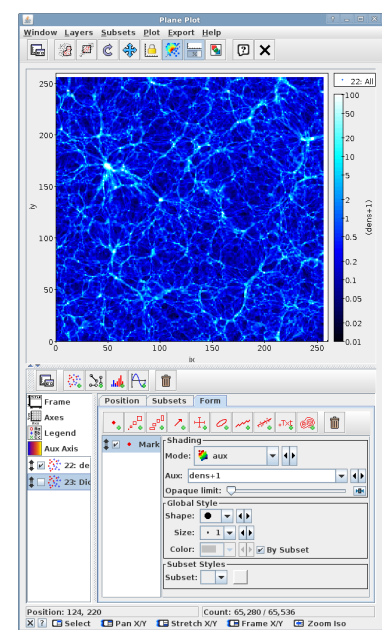 Plane Plot
Window Layers Subsets Plot Export Help
22: All
250
200
150
100
50
0
iy
0 50 100 150 200 250
ix
100
50
20
10
5
2
1
0.5
0.2
0.1
0.05
0.02
0.01
(dens+1)
Frame
Axes
Legend
Aux Axis
22: de
23: Dic
Position Subsets Form
Mark
Shading
Mode: aux
Aux: dens+1
Opaque limit:
Global Style
Shape:
Size: 1
Color: By Subset
Subset Styles
Subset:
Position: 124, 220 Count: 65,280 / 65,536
Select Pan X/Y Stretch X/Y Frame X/Y Zoom Iso